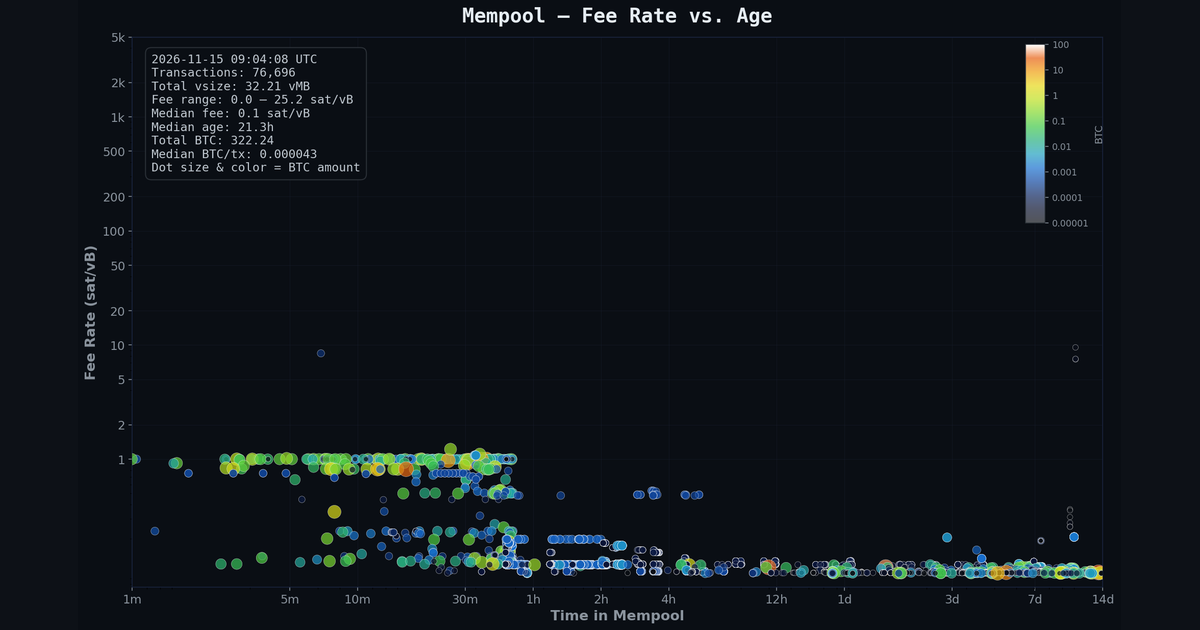 Mempool — Fee Rate vs. Age
2026-11-15 09:04:08 UTC
Transactions: 76,696
Total vsize: 32.21 vMB
Fee range: 0.0 — 25.2 sat/vB
Median fee: 0.1 sat/vB
Median age: 21.3h
Total BTC: 322.24
Median BTC/tx: 0.000043
Dot size & color = BTC amount
100
10
1
0.1
0.01
0.001
0.0001
0.00001
BTC
5k
2k
1k
500
200
100
50
20
10
5
2
1
Fee Rate (sat/vB)
1m 5m 10m 30m 1h 2h 4h 12h 1d 3d 7d 14d
Time in Mempool